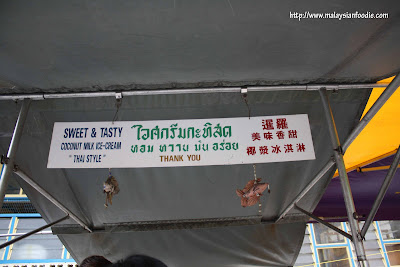 http://www.malaysianfoodie.com
SWEET & TASTY
COCONUT MILK ICE-CREAM
"THAI STYLE"
ไอศกรีมกะทิสด
หอม หวาน มัน อร่อย
THANK YOU
暹羅
美味香甜
椰漿冰淇淋